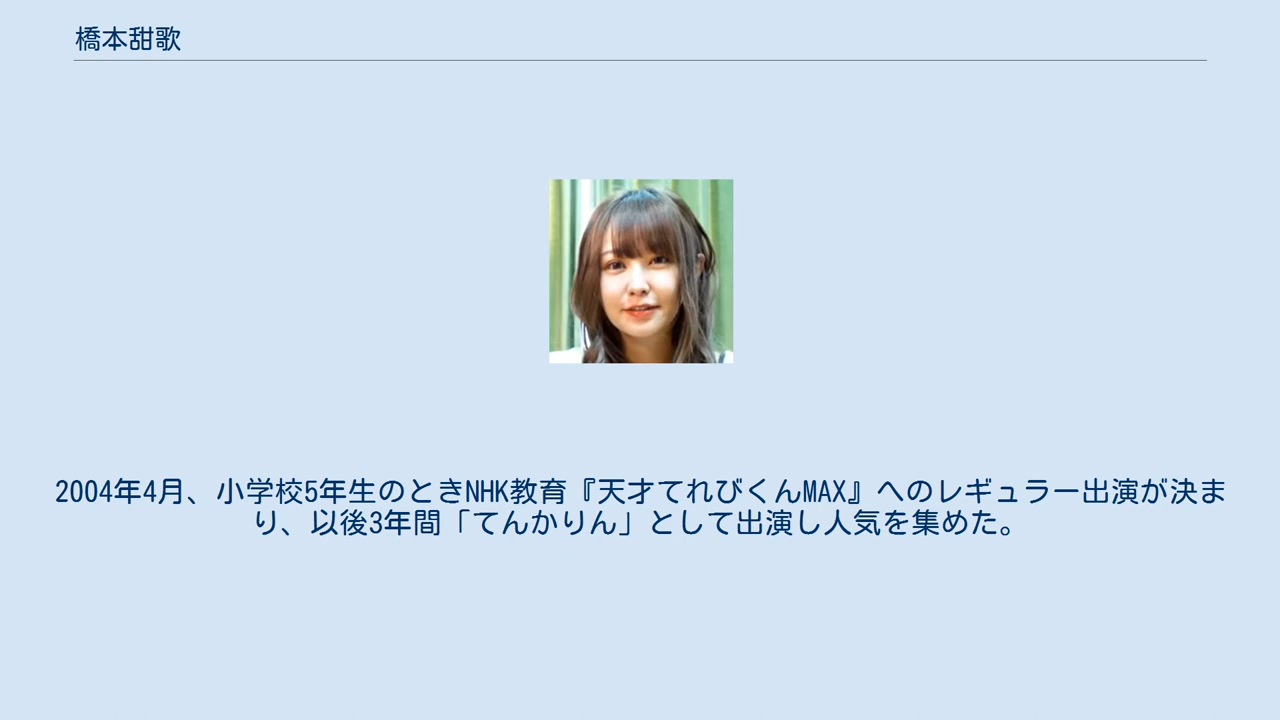 橋本甜歌
2004年4月、小学校5年生のときNHK教育『天才てれびくんMAX』へのレギュラー出演が決ま
り、以後3年間「てんかりん」として出演し人気を集めた。